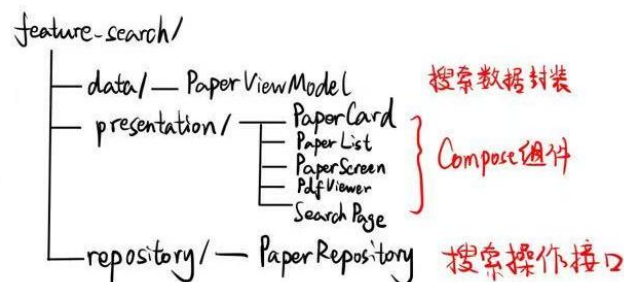 feature-search/
data/ — PaperViewModel 搜索数据封装
presentation/ — PaperCard
PaperList
PaperScreen
PdfViewer
SearchPage
Compose组件
repository/ — PaperRepository 搜索操作接口